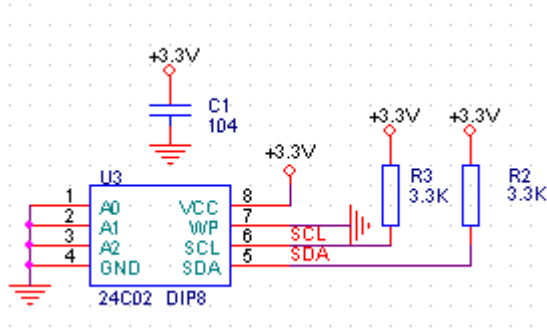 +3.3V
C1
104
+3.3V
+3.3V
+3.3V
R3
3.3K
R2
3.3K
U3
1 A0 VCC 8
2 A1 WP 7
3 A2 SCL 6 SCL
4 GND SDA 5 SDA
24C02 DIP8